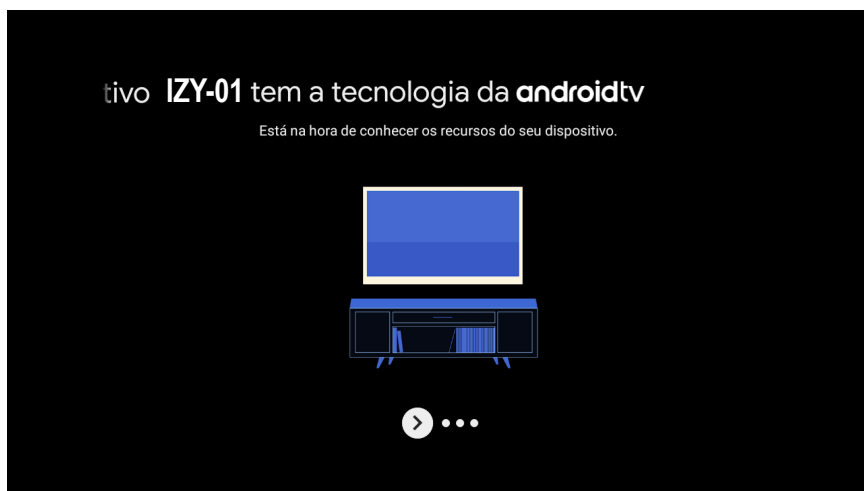 tivo IZY-01 tem a tecnologia da androidtv
Está na hora de conhecer os recursos do seu dispositivo.